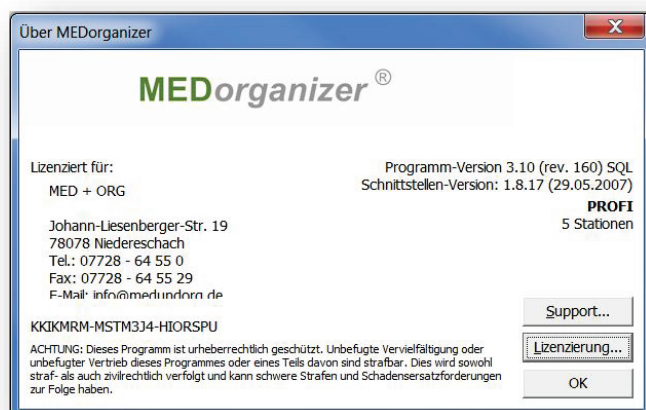 Über MEDorganizer
MEDorganizer ®
Lizenziert für:
MED + ORG
Johann-Liesenberger-Str. 19
78078 Niedereschach
Tel.: 07728 - 64 55 0
Fax: 07728 - 64 55 29
E-Mail: info@medundorg.de
Programm-Version 3.10 (rev. 160) SQL
Schnittstellen-Version: 1.8.17 (29.05.2007)
PROFI
5 Stationen
KKIKMRM-MSTM3J4-HIORSPU
ACHTUNG: Dieses Programm ist urheberrechtlich geschützt. Unbefugte Vervielfältigung oder
unbefugter Vertrieb dieses Programmes oder eines Teils davon sind strafbar. Dies wird sowohl
straf- als auch zivilrechtlich verfolgt und kann schwere Strafen und Schadensersatzforderungen
zur Folge haben.
Support...
Lizenzierung...
OK